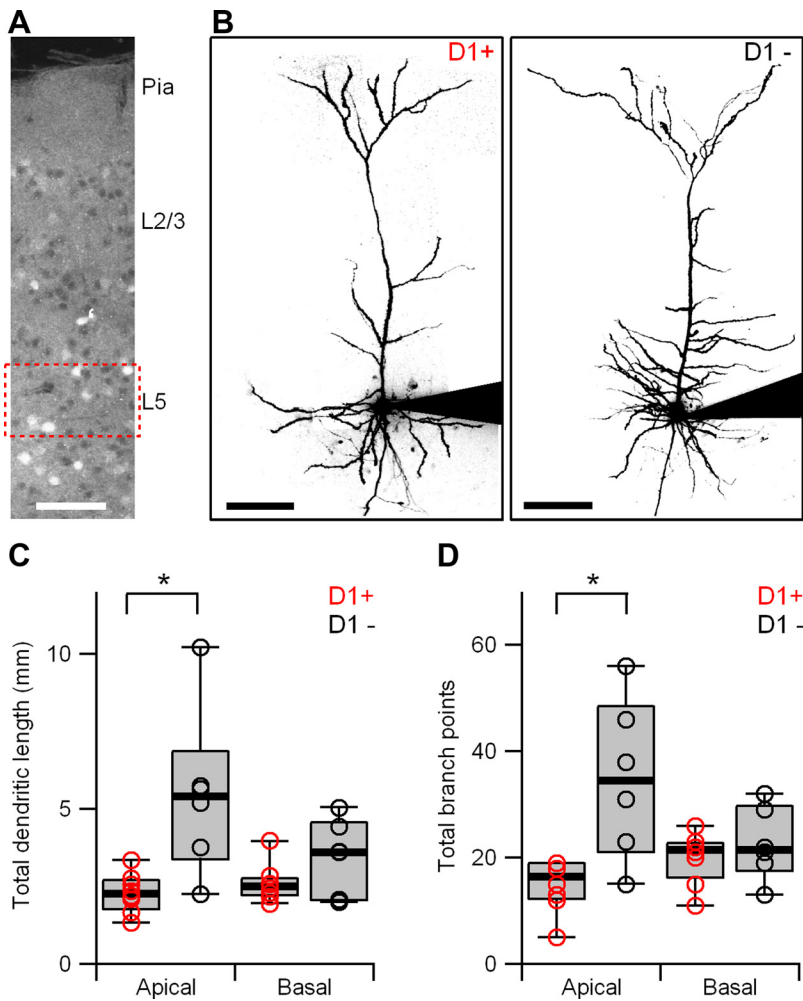 A
Pia
L2/3
L5
B
D1+
D1 -
C
*
D1+
D1 -
Total dendritic length (mm)
10
5
0
Apical
Basal
D
*
D1+
D1 -
Total branch points
60
40
20
0
Apical
Basal